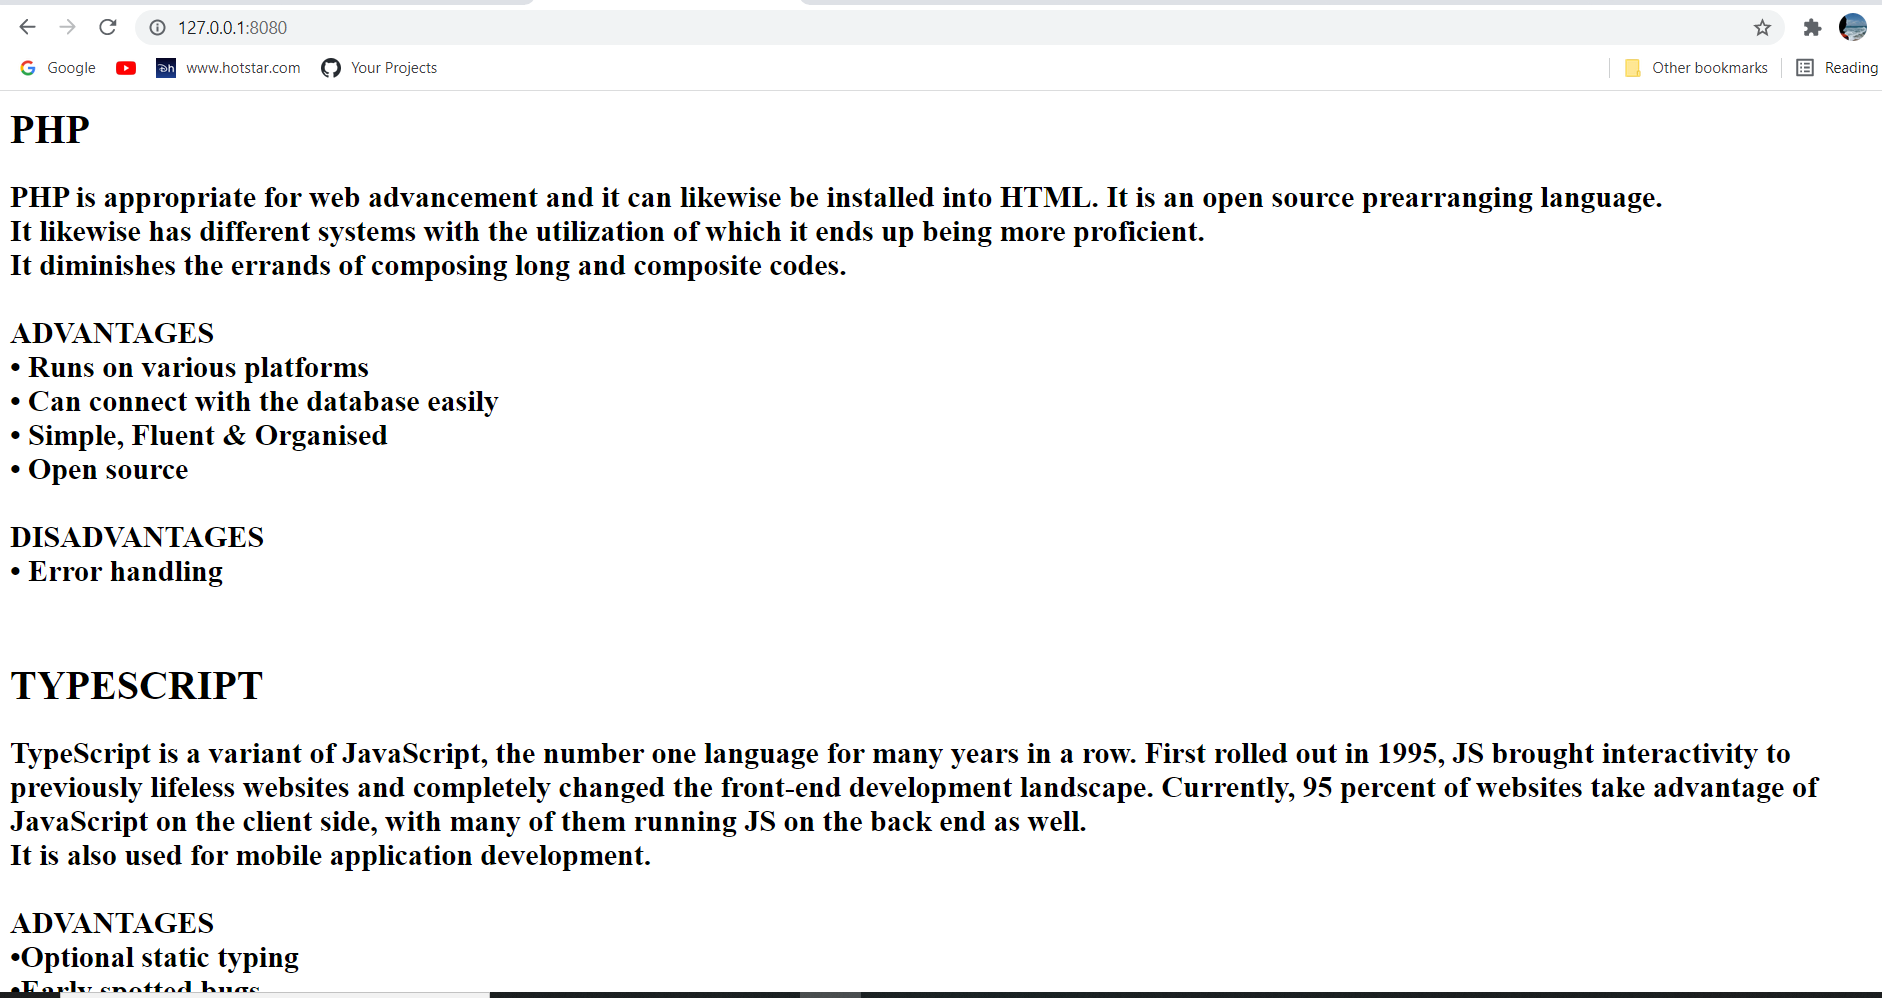 127.0.0.1:8080
Google
www.hotstar.com
Your Projects
Other bookmarks
Reading
PHP
PHP is appropriate for web advancement and it can likewise be installed into HTML. It is an open source prearranging language.
It likewise has different systems with the utilization of which it ends up being more proficient.
It diminishes the errands of composing long and composite codes.
ADVANTAGES
• Runs on various platforms
• Can connect with the database easily
• Simple, Fluent & Organised
• Open source
DISADVANTAGES
• Error handling
TYPESCRIPT
TypeScript is a variant of JavaScript, the number one language for many years in a row. First rolled out in 1995, JS brought interactivity to
previously lifeless websites and completely changed the front-end development landscape. Currently, 95 percent of websites take advantage of
JavaScript on the client side, with many of them running JS on the back end as well.
It is also used for mobile application development.
ADVANTAGES
•Optional static typing
•Early spotted bugs